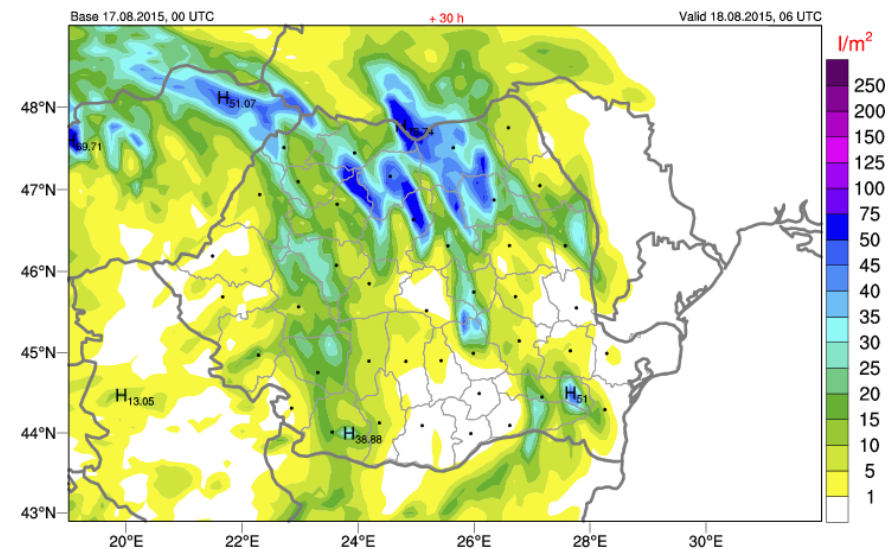 Base 17.08.2015, 00 UTC
+ 30 h
Valid 18.08.2015, 06 UTC
l/m²
48°N
47°N
46°N
45°N
44°N
43°N
20°E
22°E
24°E
26°E
28°E
30°E
H51.07
69.71
H13.05
H38.88
H51
250
200
150
125
100
75
50
45
40
35
30
25
20
15
10
5
1